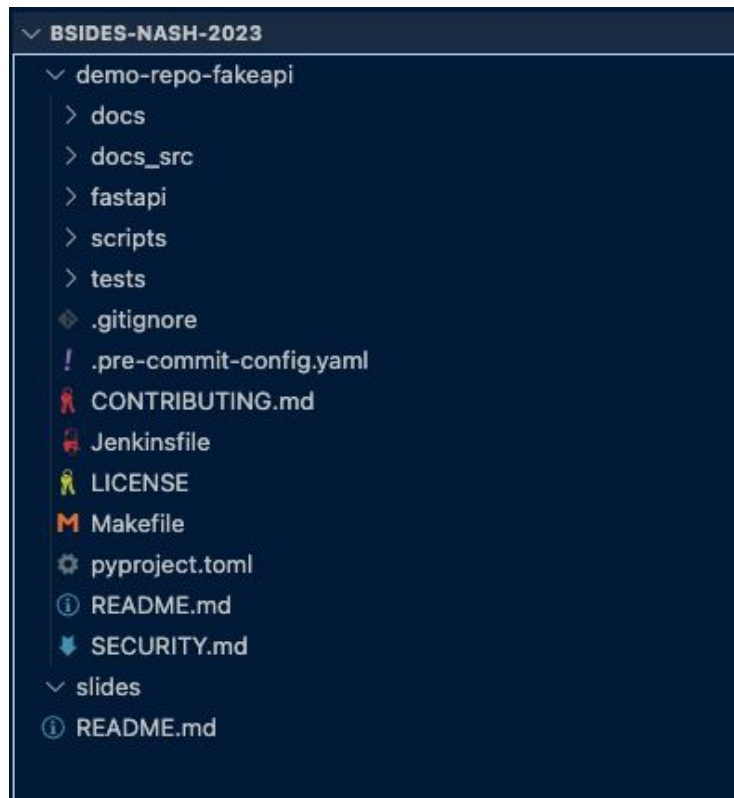 BSIDES-NASH-2023
demo-repo-fakeapi
docs
docs_src
fastapi
scripts
tests
.gitignore
.pre-commit-config.yaml
CONTRIBUTING.md
Jenkinsfile
LICENSE
Makefile
pyproject.toml
README.md
SECURITY.md
slides
README.md